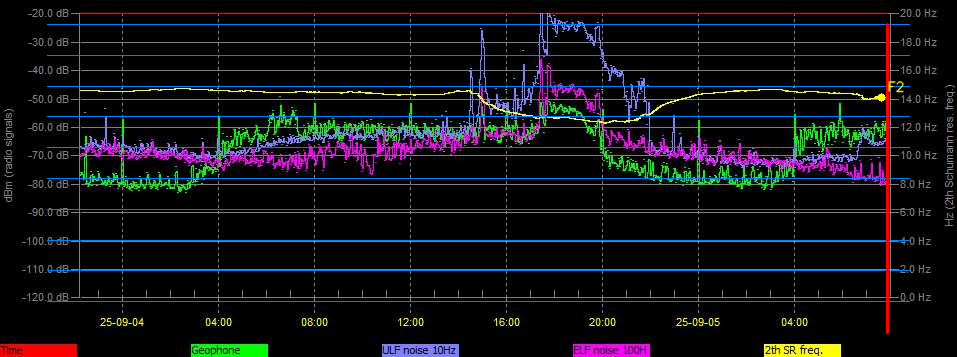 -20.0 dB
20.0 Hz
-30.0 dB
18.0 Hz
-40.0 dB
16.0 Hz
F2
-50.0 dB
14.0 Hz
-60.0 dB
12.0 Hz
-70.0 dB
10.0 Hz
-80.0 dB
8.0 Hz
-90.0 dB
6.0 Hz
-100.0 dB
4.0 Hz
-110.0 dB
2.0 Hz
-120.0 dB
0.0 Hz
dBm (radio signals)
Hz (2th Schumann res. freq.)
25-09-04 04:00 08:00 12:00 16:00 20:00 25-09-05 04:00
Time Geophone ULF noise 10Hz ELF noise 100H 2th SR freq.